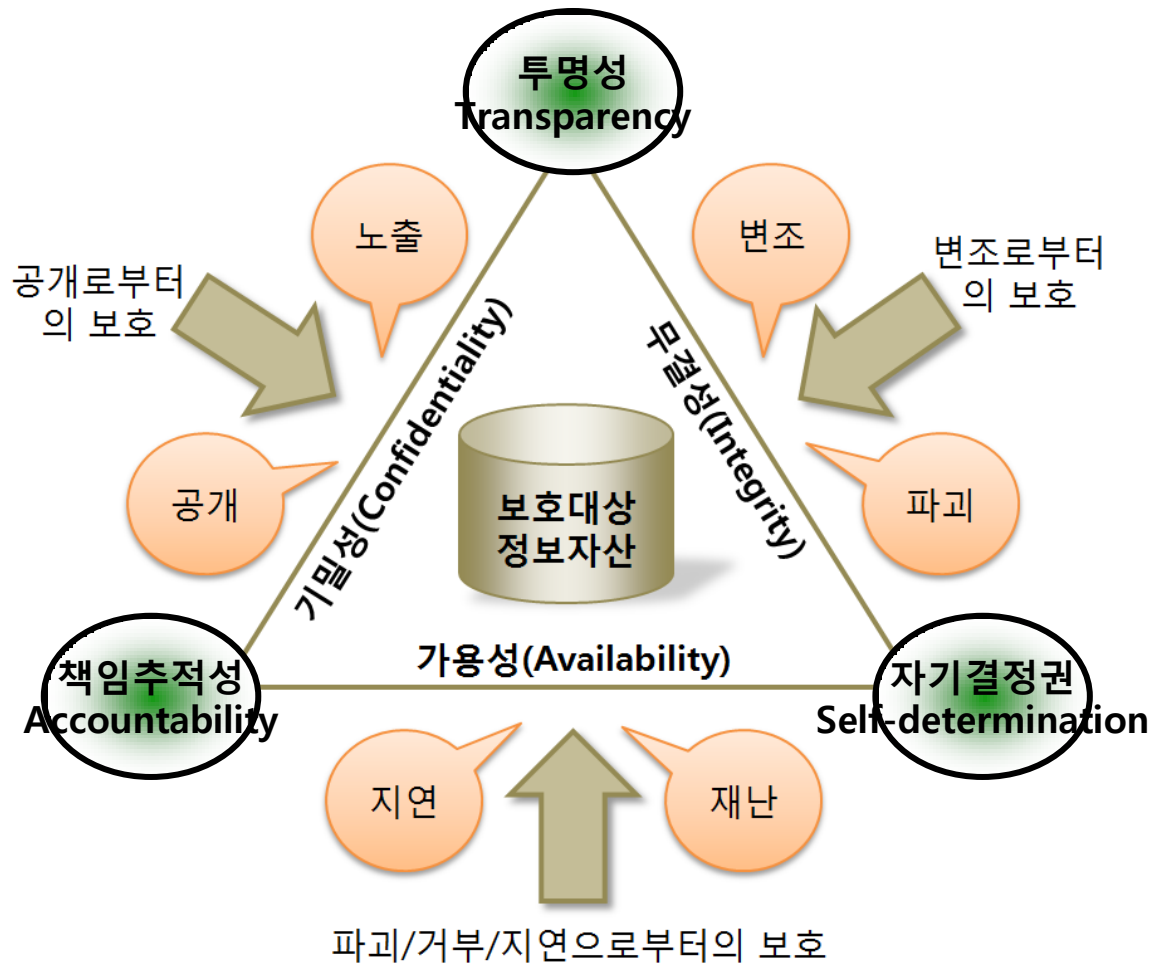 투명성
Transparency
노출
변조
공개로부터
의 보호
변조로부터
의 보호
기밀성(Confidentiality)
무결성(Integrity)
공개
보호대상
정보자산
파괴
가용성(Availability)
책임추적성
Accountability
자기결정권
Self-determination
지연
재난
파괴/거부/지연으로부터의 보호